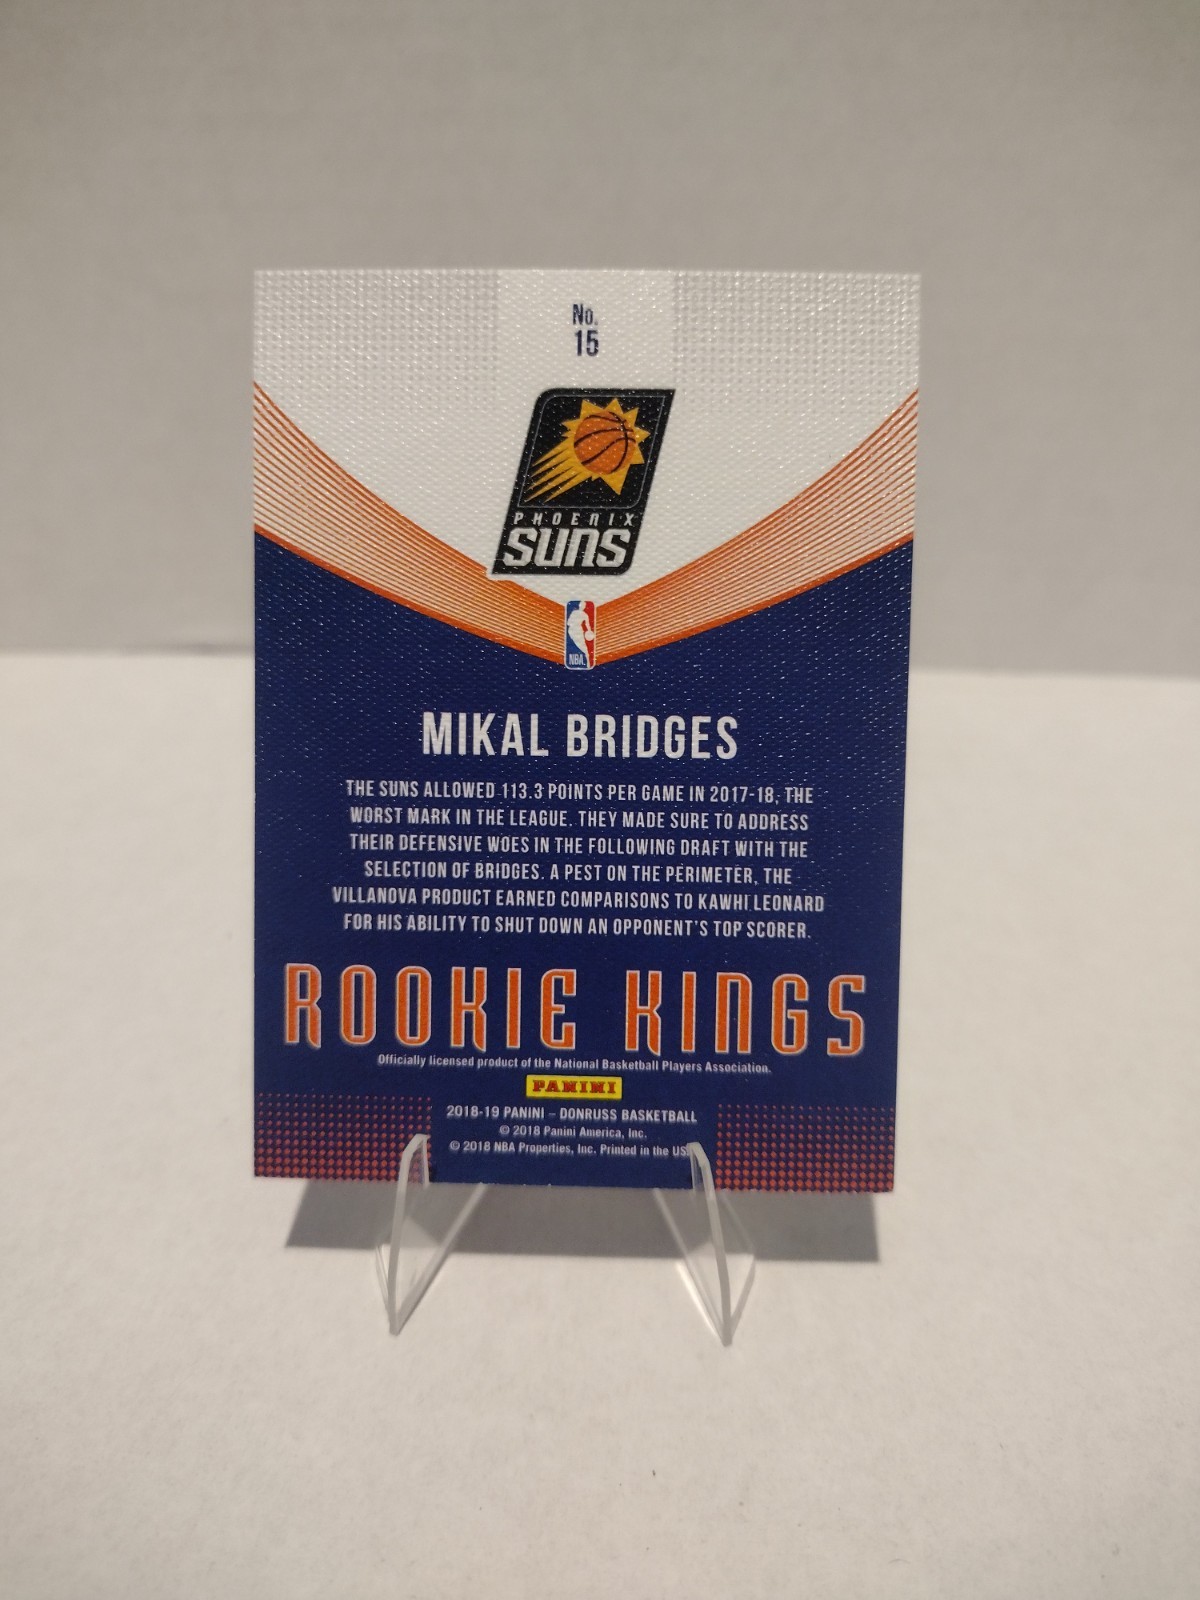 No.
15
PHOENIX
SUNS
NBA
MIKAL BRIDGES
THE SUNS ALLOWED 113.3 POINTS PER GAME IN 2017-18, THE
WORST MARK IN THE LEAGUE. THEY MADE SURE TO ADDRESS
THEIR DEFENSIVE WOES IN THE FOLLOWING DRAFT WITH THE
SELECTION OF BRIDGES. A PEST ON THE PERIMETER, THE
VILLANOVA PRODUCT EARNED COMPARISONS TO KAWHI LEONARD
FOR HIS ABILITY TO SHUT DOWN AN OPPONENT'S TOP SCORER.
ROOKIE KINGS
Officially licensed product of the National Basketball Players Association.
PANINI
2018-19 PANINI – DONRUSS BASKETBALL
© 2018 Panini America, Inc.
© 2018 NBA Properties, Inc. Printed in the US